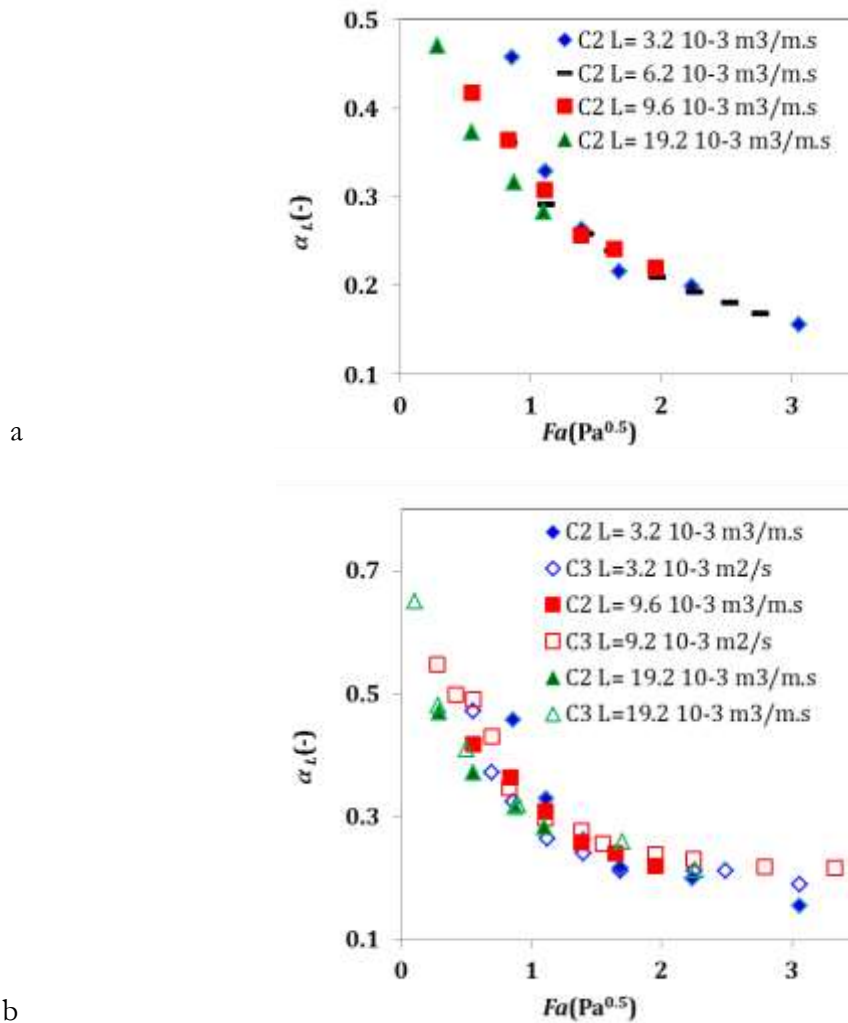 0.5
C2 L= 3.2 10-3 m3/m.s
C2 L= 6.2 10-3 m3/m.s
0.4
C2 L= 9.6 10-3 m3/m.s
C2 L= 19.2 10-3 m3/m.s
0.3
αL(-)
0.2
0.1
0 1 2 3
Fa(Pa0.5)
a
C2 L= 3.2 10-3 m3/m.s
0.7
C3 L=3.2 10-3 m2/s
C2 L= 9.6 10-3 m3/m.s
C3 L=9.2 10-3 m2/s
0.5
C2 L= 19.2 10-3 m3/m.s
C3 L=19.2 10-3 m3/m.s
αL(-)
0.3
0.1
0 1 2 3
Fa(Pa0.5)
b